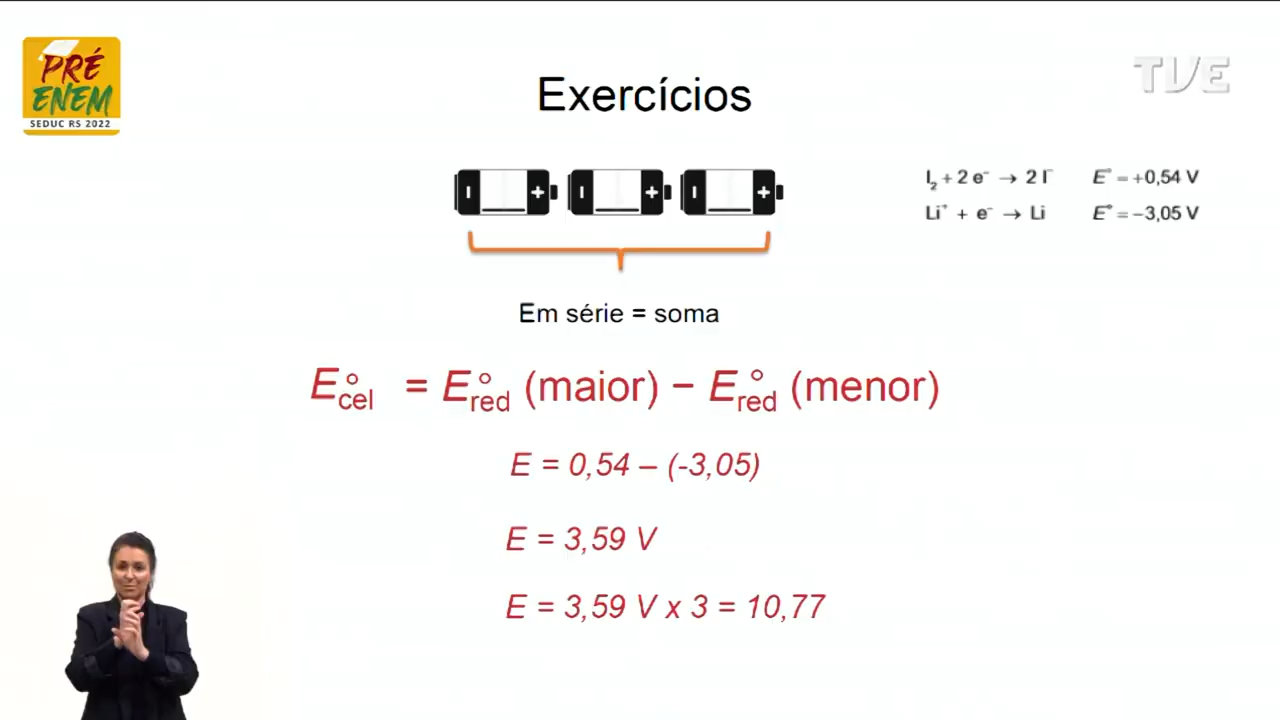 PRÉ
ENEM
SEDUC RS 2022
TVE
Exercícios
I₂ + 2 e⁻ → 2 I⁻ E° = +0,54 V
Li⁺ + e⁻ → Li E° = −3,05 V
Em série = soma
E°cel = E°red (maior) − E°red (menor)
E = 0,54 – (-3,05)
E = 3,59 V
E = 3,59 V x 3 = 10,77